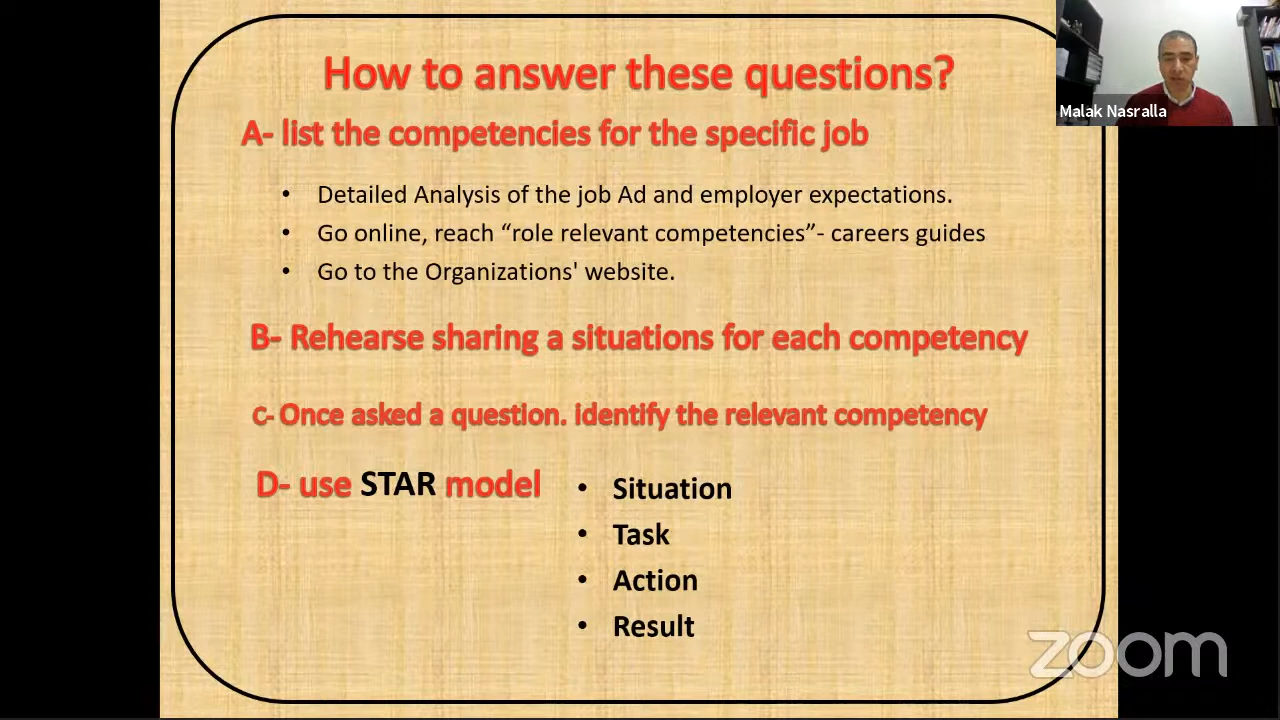 How to answer these questions?
A- list the competencies for the specific job
• Detailed Analysis of the job Ad and employer expectations.
• Go online, reach “role relevant competencies”- careers guides
• Go to the Organizations' website.
B- Rehearse sharing a situations for each competency
C- Once asked a question. identify the relevant competency
D- use STAR model
• Situation
• Task
• Action
• Result
Malak Nasralla
zoom